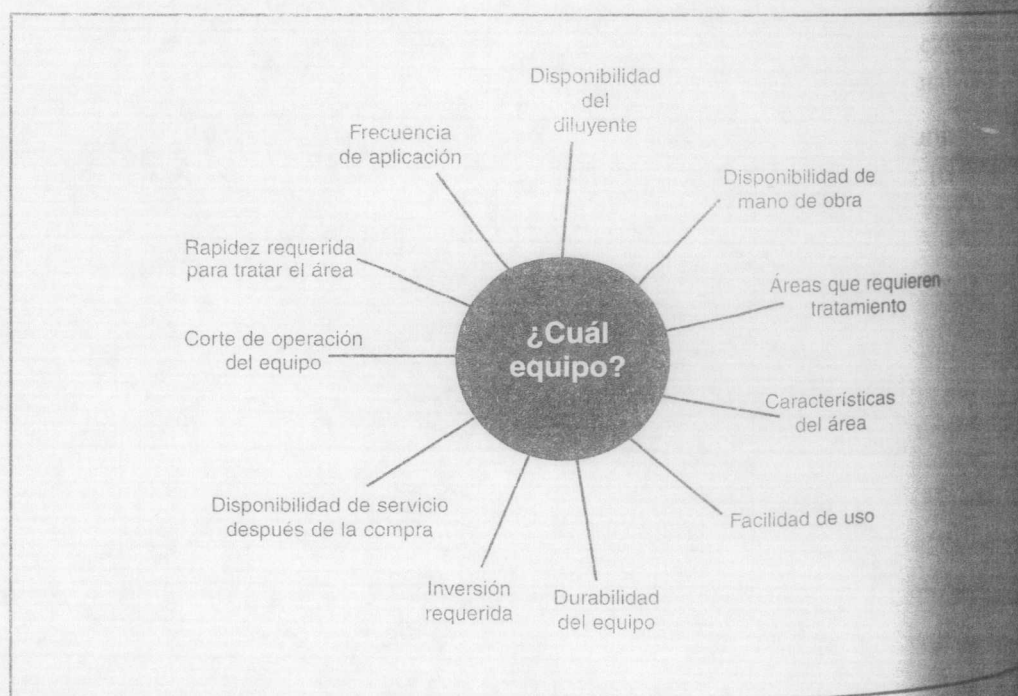 Disponibilidad
del
diluyente
Disponibilidad de
mano de obra
Áreas que requieren
tratamiento
Características
del área
Facilidad de uso
Durabilidad
del equipo
Inversión
requerida
Disponibilidad de servicio
después de la compra
Corte de operación
del equipo
Rapidez requerida
para tratar el área
Frecuencia
de aplicación
¿Cuál
equipo?